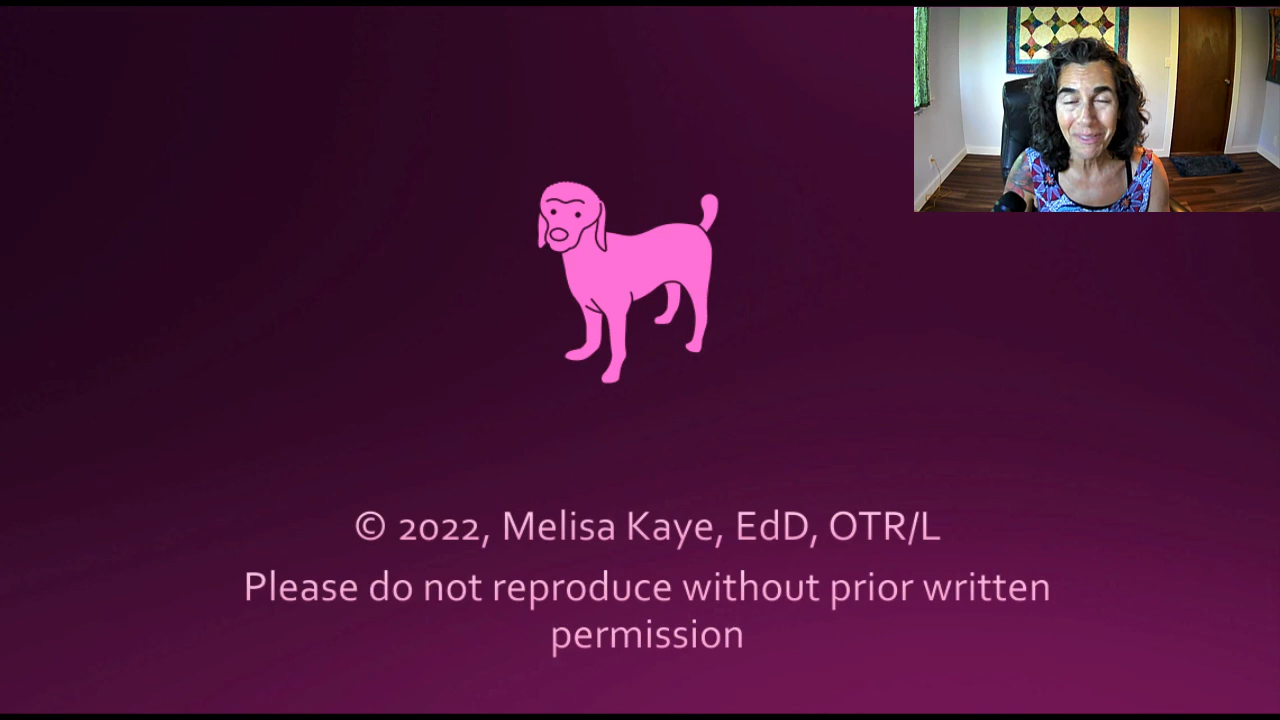 © 2022, Melisa Kaye, EdD, OTR/L
Please do not reproduce without prior written
permission